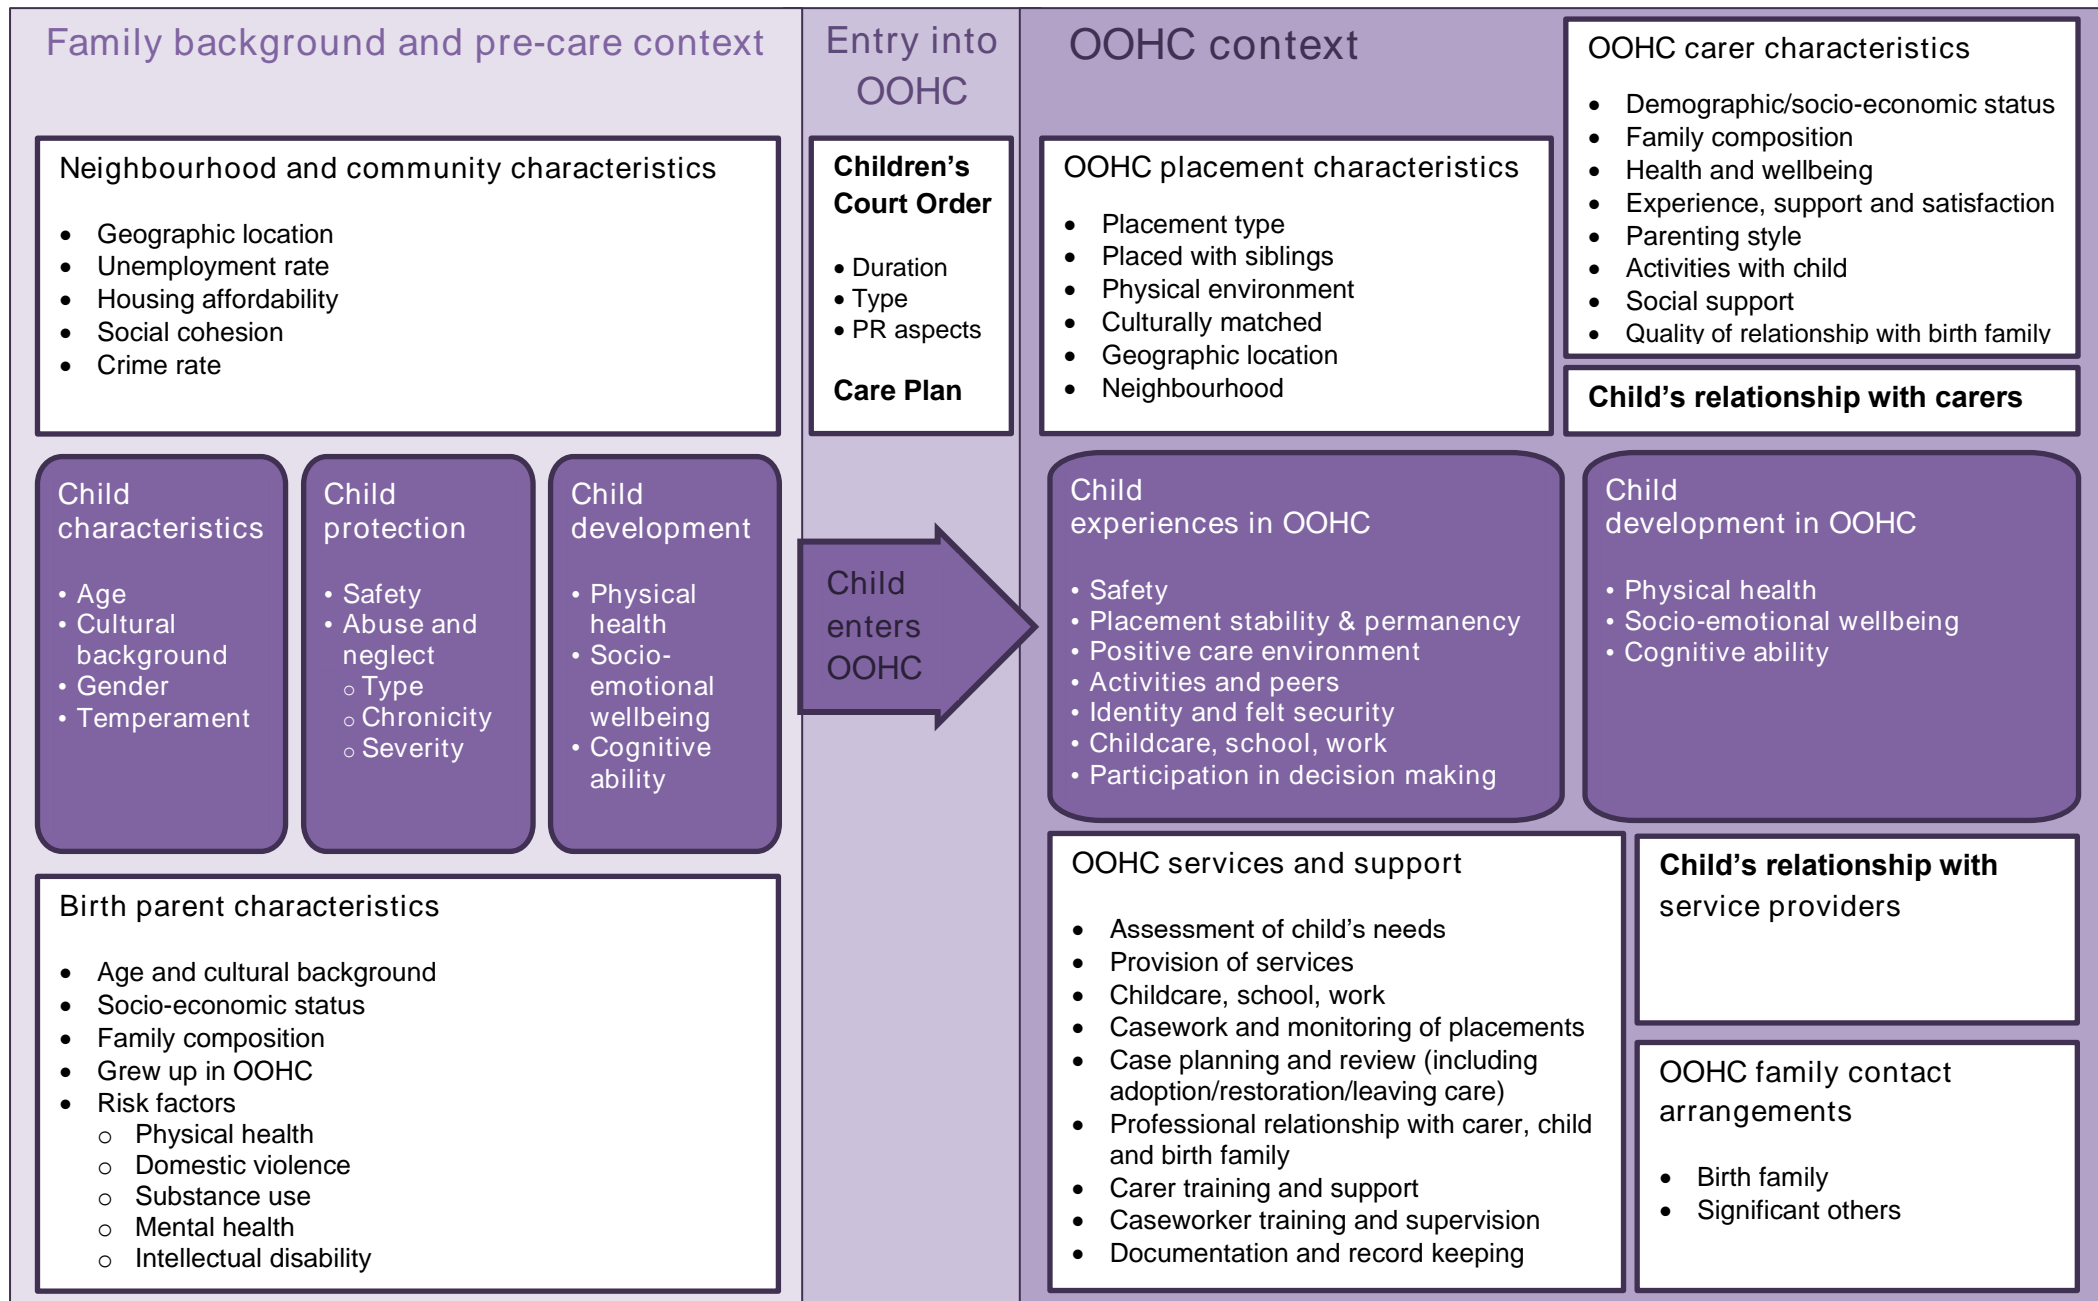 Family background and pre-care context
Neighbourhood and community characteristics
• Geographic location
• Unemployment rate
• Housing affordability
• Social cohesion
• Crime rate
Child
characteristics
• Age
• Cultural
background
• Gender
• Temperament
Child
protection
• Safety
• Abuse and
neglect
o Type
o Chronicity
o Severity
Child
development
• Physical
health
• Socio-
emotional
wellbeing
• Cognitive
ability
Birth parent characteristics
• Age and cultural background
• Socio-economic status
• Family composition
• Grew up in OOHC
• Risk factors
o Physical health
o Domestic violence
o Substance use
o Mental health
o Intellectual disability
Entry into
OOHC
Children’s
Court Order
• Duration
• Type
• PR aspects
Care Plan
Child
enters
OOHC
OOHC context
OOHC placement characteristics
• Placement type
• Placed with siblings
• Physical environment
• Culturally matched
• Geographic location
• Neighbourhood
OOHC carer characteristics
• Demographic/socio-economic status
• Family composition
• Health and wellbeing
• Experience, support and satisfaction
• Parenting style
• Activities with child
• Social support
• Quality of relationship with birth family
Child’s relationship with carers
Child
experiences in OOHC
• Safety
• Placement stability & permanency
• Positive care environment
• Activities and peers
• Identity and felt security
• Childcare, school, work
• Participation in decision making
Child
development in OOHC
• Physical health
• Socio-emotional wellbeing
• Cognitive ability
OOHC services and support
• Assessment of child’s needs
• Provision of services
• Childcare, school, work
• Casework and monitoring of placements
• Case planning and review (including
adoption/restoration/leaving care)
• Professional relationship with carer, child
and birth family
• Carer training and support
• Caseworker training and supervision
• Documentation and record keeping
Child’s relationship with
service providers
OOHC family contact
arrangements
• Birth family
• Significant others